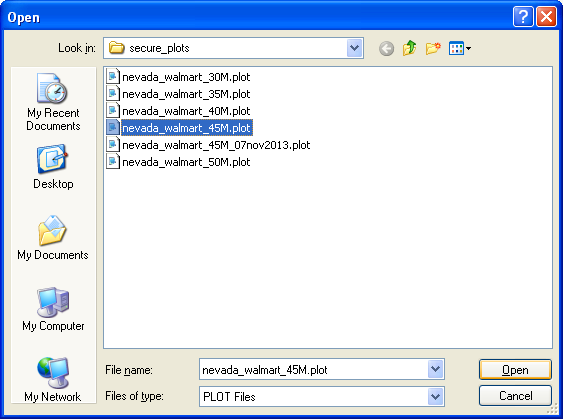 Open
Look in: secure_plots
nevada_walmart_30M.plot
nevada_walmart_35M.plot
nevada_walmart_40M.plot
nevada_walmart_45M.plot
nevada_walmart_45M_07nov2013.plot
nevada_walmart_50M.plot
My Recent
Documents
Desktop
My Documents
My Computer
My Network
File name: nevada_walmart_45M.plot Open
Files of type: PLOT Files Cancel